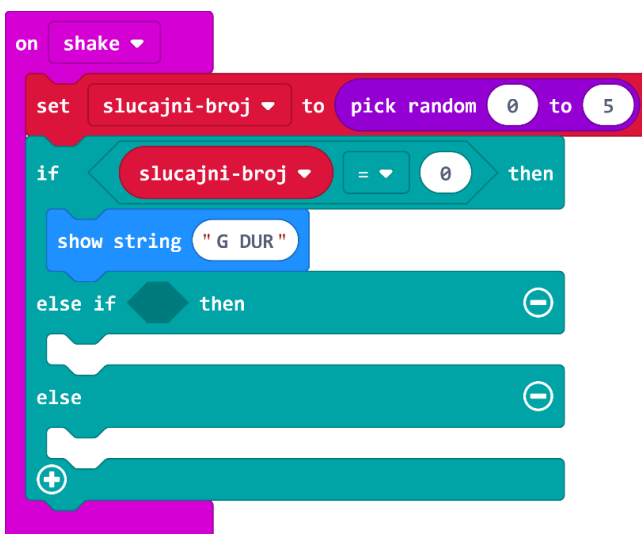 on shake
set slucajni-broj to pick random 0 to 5
if slucajni-broj = 0 then
show string "G DUR"
else if then
else